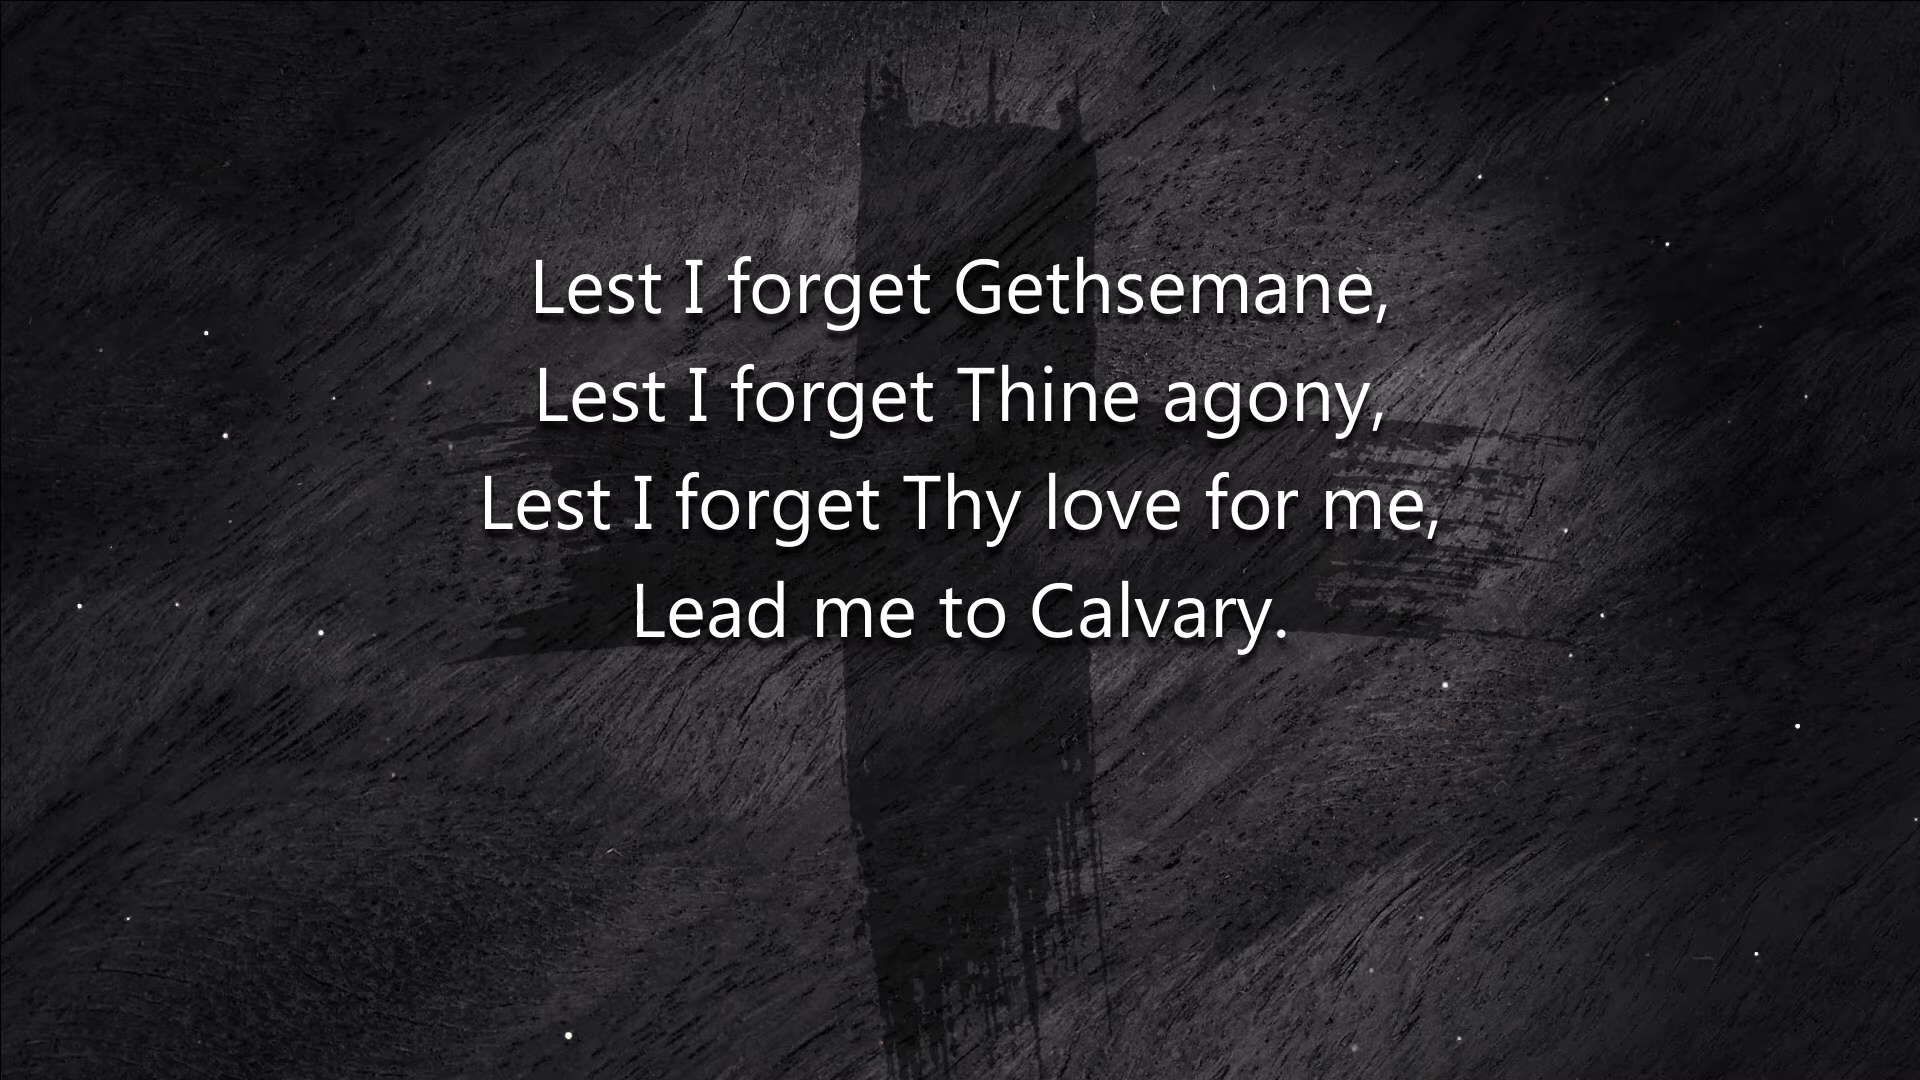 Lest I forget Gethsemane,
Lest I forget Thine agony,
Lest I forget Thy love for me,
Lead me to Calvary.